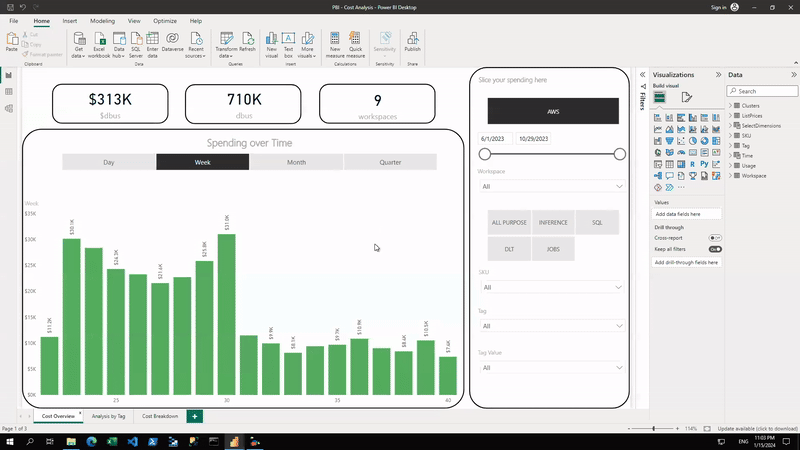 PBI - Cost Analysis - Power BI Desktop
Sign in
File Home Insert Modeling View Optimize Help
Paste
Cut
Copy
Format painter
Get data
Excel workbook
Data hub
SQL Server
Enter data
Dataverse
Recent sources
Transform data
Refresh
New visual
Text box
More visuals
New measure
Quick measure
Sensitivity
Publish
Clipboard Data Queries Insert Calculations Sensitivity Share
$313K
$dbus
710K
dbus
9
workspaces
Spending over Time
Day Week Month Quarter
Week
$35K
$30K
$25K
$20K
$15K
$10K
$5K
$0K
$11.2K
$30.1K
$24.3K
$21.6K
$25.8K
$31.0K
$9.9K
$8.1K
$9.7K
$10.9K
$8.4K
$10.5K
$7.4K
25 30 35 40
Slice your spending here
AWS
6/1/2023 10/29/2023
Workspace
All
ALL PURPOSE INFERENCE SQL
DLT JOBS
SKU
All
Tag
All
Tag Value
All
Filters
Visualizations
Build visual
Values
Add data fields here
Drill through
Cross-report
Off
Keep all filters
On
Add drill-through fields here
Data
Search
Clusters
ListPrices
SelectDimensions
SKU
Tag
Time
Usage
Workspace
Cost Overview Analysis by Tag Cost Breakdown
Page 1 of 3
114%
Update available (click to download)
ENG
11:03 PM
1/15/2024